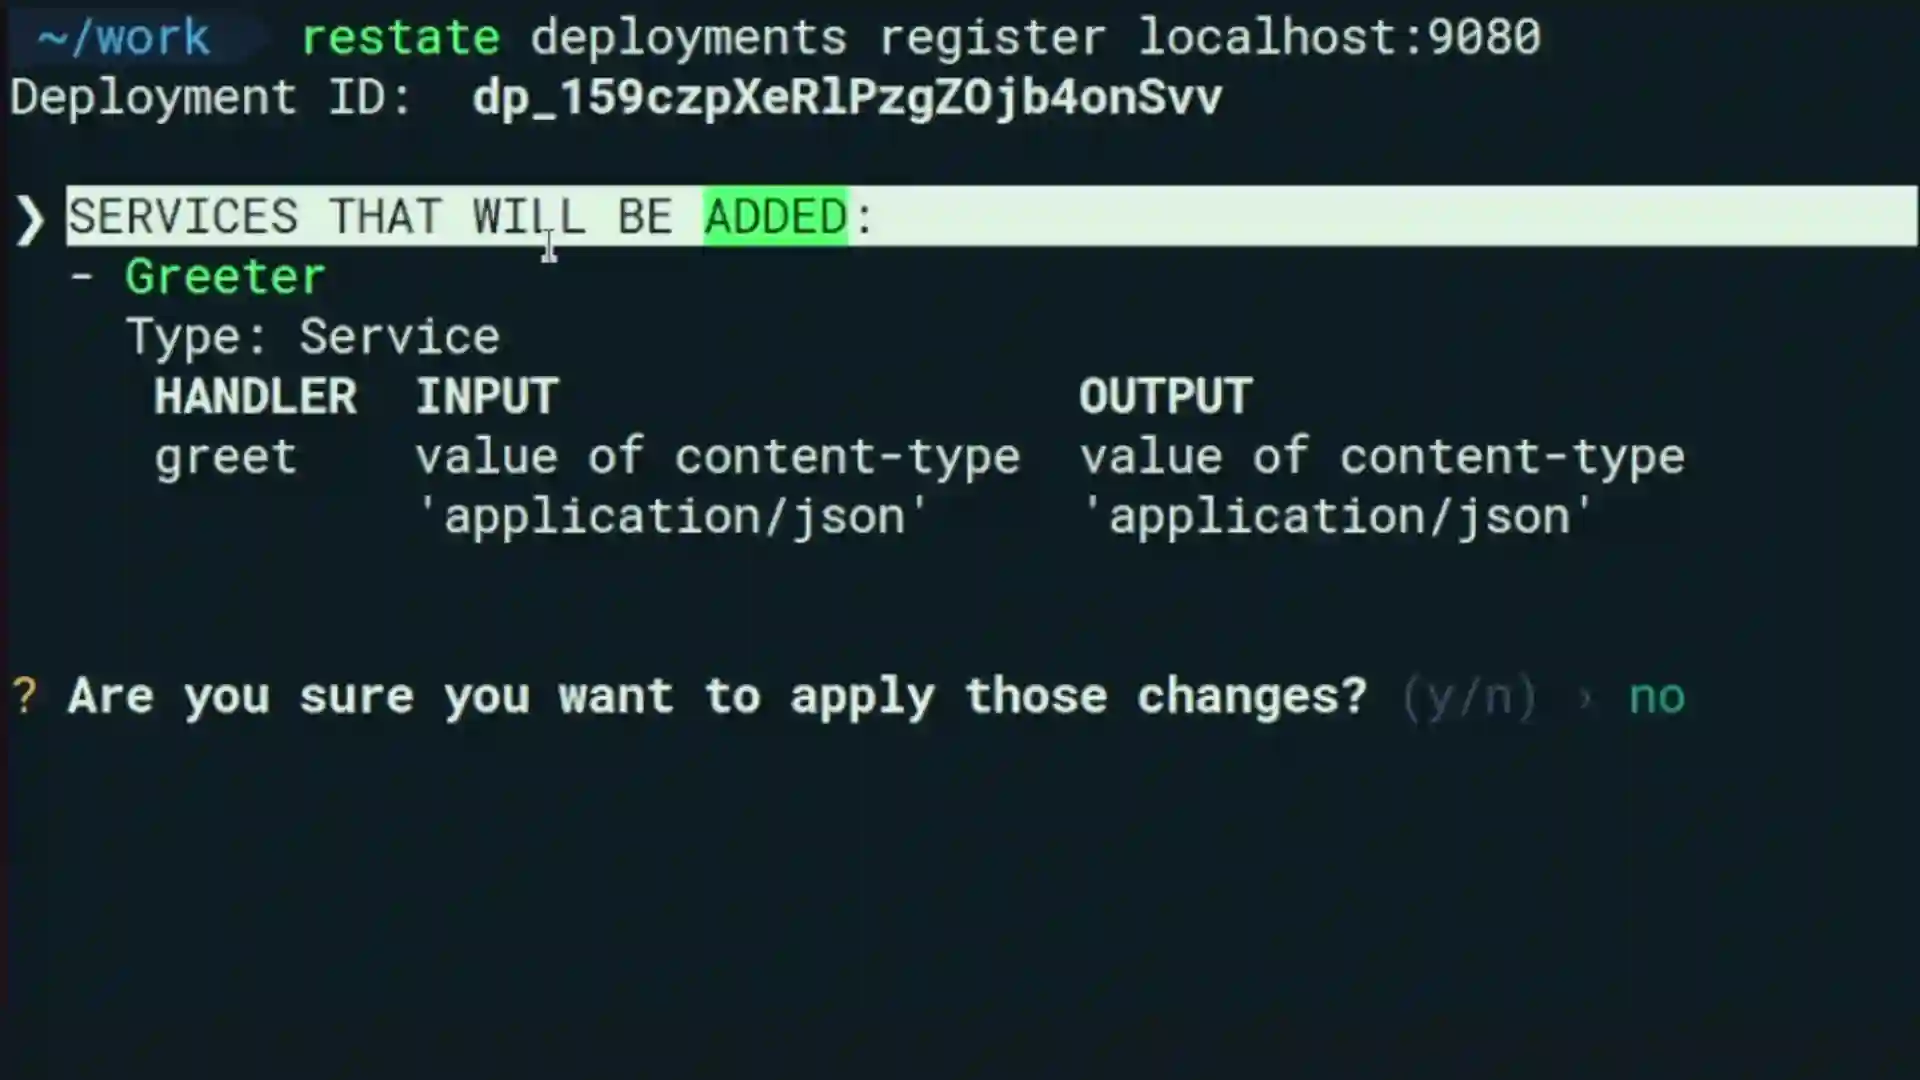 ~/work restate deployments register localhost:9080
Deployment ID: dp_159czpXeRlPzgZOjb4onSvv
❯ SERVICES THAT WILL BE ADDED:
- Greeter
Type: Service
HANDLER INPUT OUTPUT
greet value of content-type value of content-type
'application/json' 'application/json'
? Are you sure you want to apply those changes? (y/n) › no